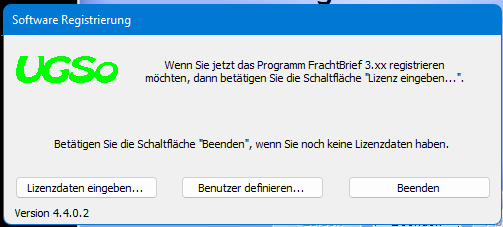 Software Registrierung
UGSo
Wenn Sie jetzt das Programm FrachtBrief 3.xx registrieren
möchten, dann betätigen Sie die Schaltfläche "Lizenz eingeben...".
Betätigen Sie die Schaltfläche "Beenden", wenn Sie noch keine Lizenzdaten haben.
Lizenzdaten eingeben...
Benutzer definieren...
Beenden
Version 4.4.0.2